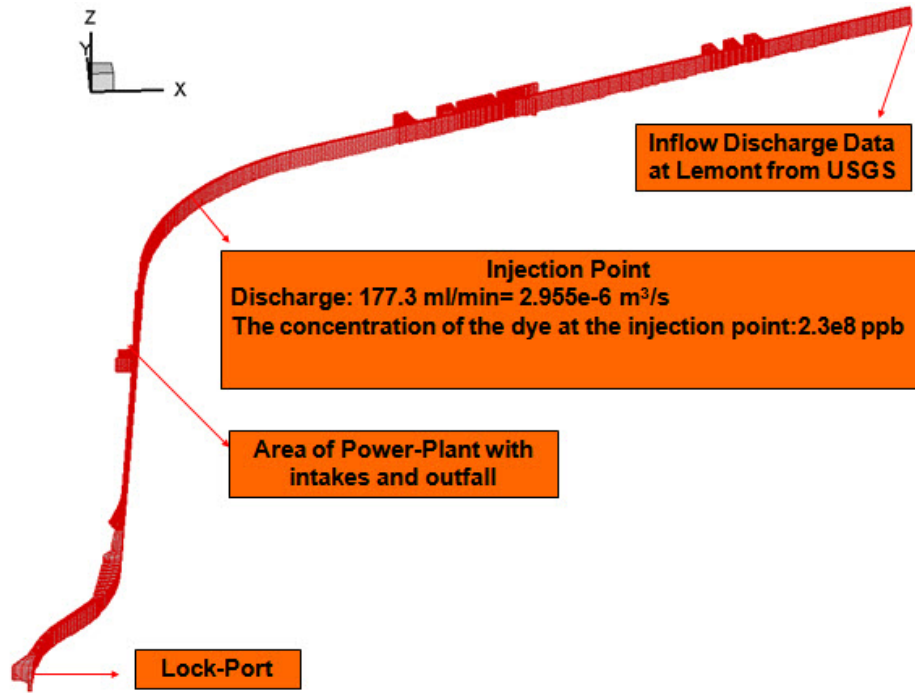 Z
Y
X
Inflow Discharge Data
at Lemont from USGS
Injection Point
Discharge: 177.3 ml/min= 2.955e-6 m³/s
The concentration of the dye at the injection point:2.3e8 ppb
Area of Power-Plant with
intakes and outfall
Lock-Port